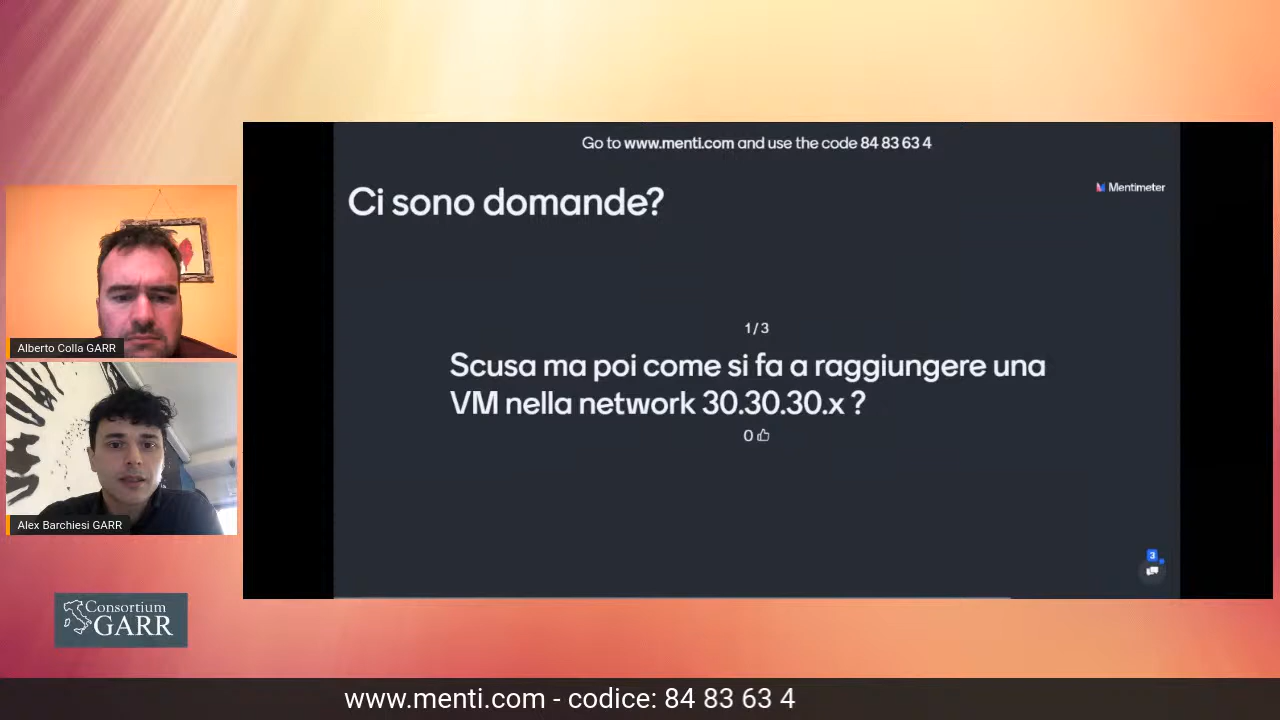 Go to www.menti.com and use the code 84 83 63 4
Mentimeter
Ci sono domande?
1/3
Scusa ma poi come si fa a raggiungere una
VM nella network 30.30.30.x ?
0
3
Alberto Colla GARR
Alex Barchiesi GARR
Consortium
GARR
www.menti.com - codice: 84 83 63 4